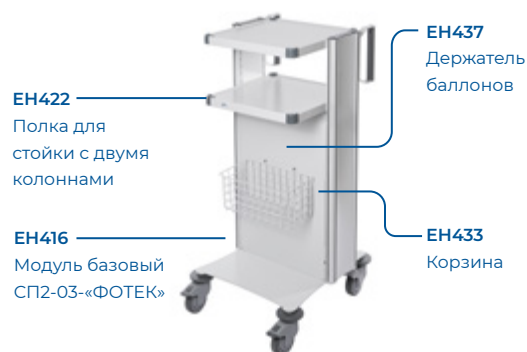 EH437
Держатель
баллонов
EH422
Полка для
стойки с двумя
колоннами
EH416
Модуль базовый
СП2-03-«ФОТЕК»
EH433
Корзина